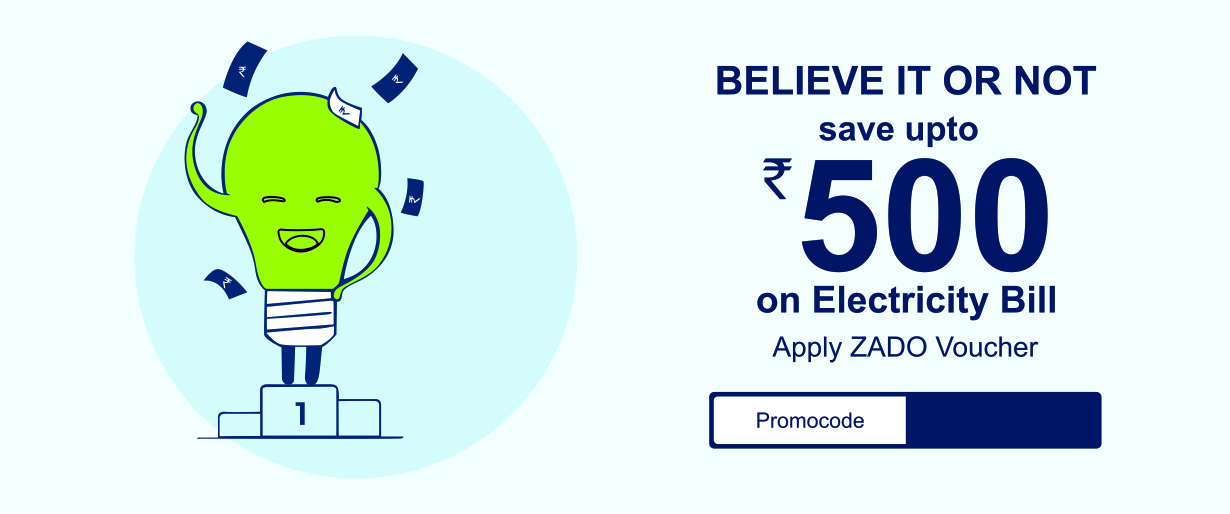 BELIEVE IT OR NOT
save upto
₹500
on Electricity Bill
Apply ZADO Voucher
Promocode
1
₹
₹
₹
₹
₹